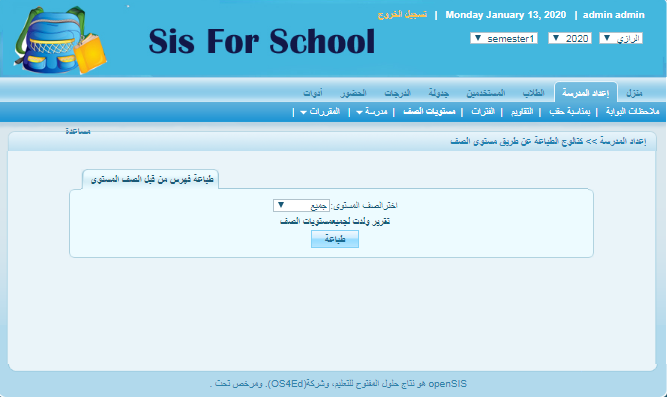 admin admin | Monday January 13, 2020 | تسجيل الخروج
Sis For School
الرازي 2020 semester1
منزل إعداد المدرسة الطلاب المستخدمين جدولة الدرجات الحضور أدوات
ملاحظات البوابة | بمناسبة حقب | التقاويم | الفترات | مستويات الصف | مدرسة | المقررات |
مساعدة
إعداد المدرسة >> كتالوج الطباعة عن طريق مستوى الصف
طباعة فهرس من قبل الصف المستوى
اخترالصف المستوى: جميع
تقرير ولدت لجميعمستويات الصف
طباعة
openSIS هو نتاج حلول المفتوح للتعليم، وشركة(OS4Ed). ومرخص تحت .